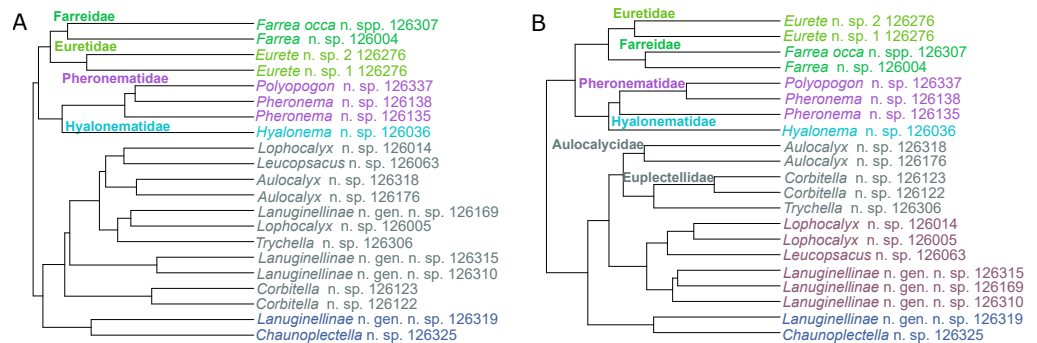 A
Farreidae
Farrea occa n. spp. 126307
Farrea n. sp. 126004
Euretidae
Eurete n. sp. 2 126276
Eurete n. sp. 1 126276
Pheronematidae
Polyopogon n. sp. 126337
Pheronema n. sp. 126138
Pheronema n. sp. 126135
Hyalonematidae
Hyalonema n. sp. 126036
Lophocalyx n. sp. 126014
Leucopsacus n. sp. 126063
Aulocalyx n. sp. 126318
Aulocalyx n. sp. 126176
Lanuginellinae n. gen. n. sp. 126169
Lophocalyx n. sp. 126005
Trychella n. sp. 126306
Lanuginellinae n. gen. n. sp. 126315
Lanuginellinae n. gen. n. sp. 126310
Corbitella n. sp. 126123
Corbitella n. sp. 126122
Lanuginellinae n. gen. n. sp. 126319
Chaunoplectella n. sp. 126325
B
Euretidae
Eurete n. sp. 2 126276
Eurete n. sp. 1 126276
Farreidae
Farrea occa n. spp. 126307
Farrea n. sp. 126004
Pheronematidae
Polyopogon n. sp. 126337
Pheronema n. sp. 126138
Pheronema n. sp. 126135
Hyalonematidae
Hyalonema n. sp. 126036
Aulocalycidae
Aulocalyx n. sp. 126318
Aulocalyx n. sp. 126176
Euplectellidae
Corbitella n. sp. 126123
Corbitella n. sp. 126122
Trychella n. sp. 126306
Lophocalyx n. sp. 126014
Lophocalyx n. sp. 126005
Leucopsacus n. sp. 126063
Lanuginellinae n. gen. n. sp. 126315
Lanuginellinae n. gen. n. sp. 126169
Lanuginellinae n. gen. n. sp. 126310
Lanuginellinae n. gen. n. sp. 126319
Chaunoplectella n. sp. 126325